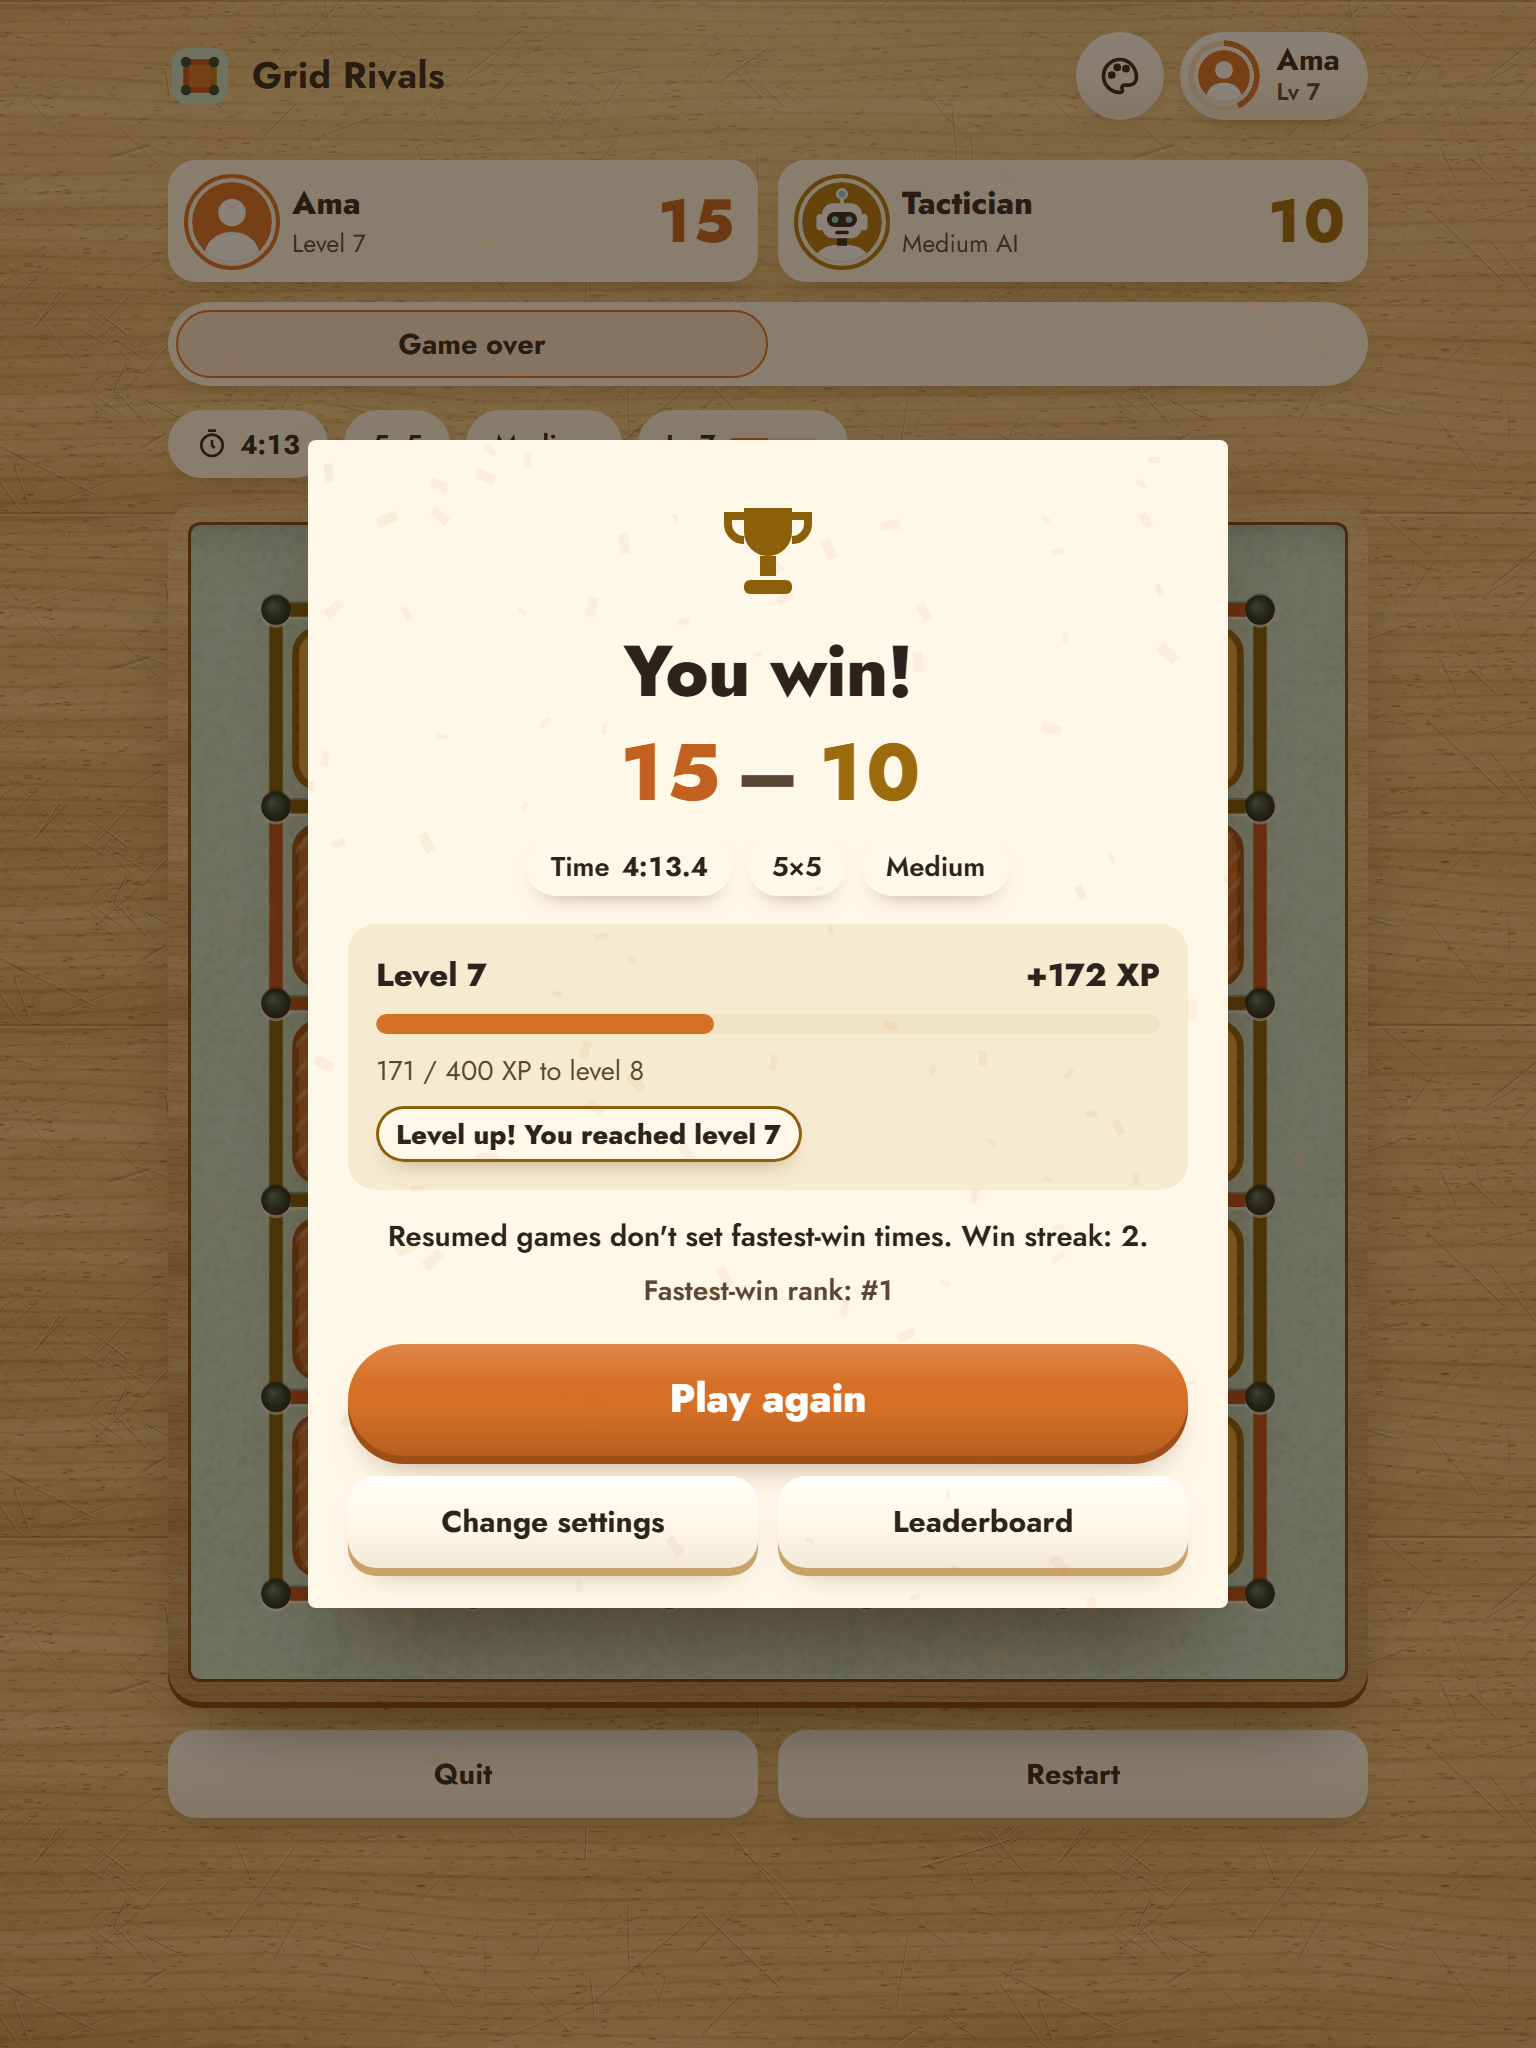 Grid Rivals
Ama
Lv 7
Ama
Level 7
15
Tactician
Medium AI
10
Game over
4:13
You win!
15 – 10
Time 4:13.4
5×5
Medium
Level 7
+172 XP
171 / 400 XP to level 8
Level up! You reached level 7
Resumed games don't set fastest-win times. Win streak: 2.
Fastest-win rank: #1
Play again
Change settings
Leaderboard
Quit
Restart